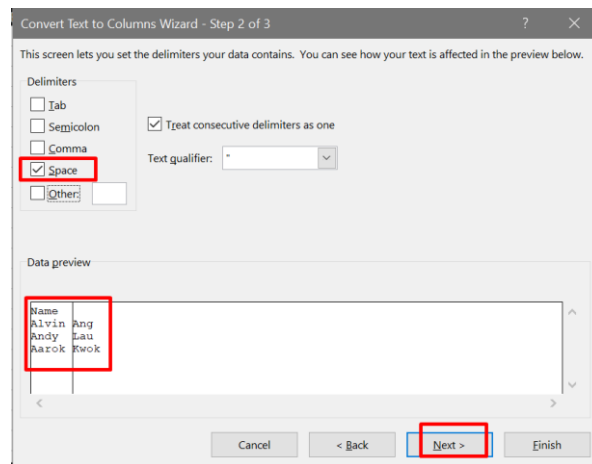 Convert Text to Columns Wizard - Step 2 of 3 ? ×
This screen lets you set the delimiters your data contains. You can see how your text is affected in the preview below.
Delimiters
Tab
Semicolon
Comma
Space
Other:
Treat consecutive delimiters as one
Text qualifier: "
Data preview
Name
Alvin Ang
Andy Lau
Aarok Kwok
Cancel < Back Next > Finish